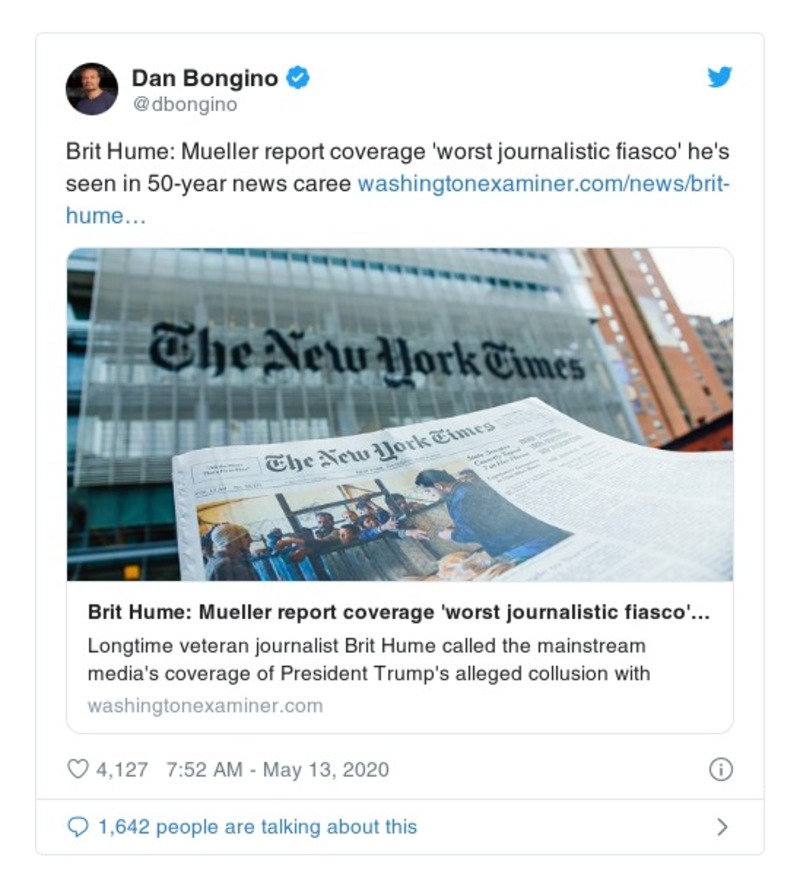 Dan Bongino
@dbongino
Brit Hume: Mueller report coverage 'worst journalistic fiasco' he's
seen in 50-year news caree washingtonexaminer.com/news/brit-
hume…
The New York Times
The New York Times
Brit Hume: Mueller report coverage 'worst journalistic fiasco'...
Longtime veteran journalist Brit Hume called the mainstream
media's coverage of President Trump's alleged collusion with
washingtonexaminer.com
4,127 7:52 AM - May 13, 2020
1,642 people are talking about this